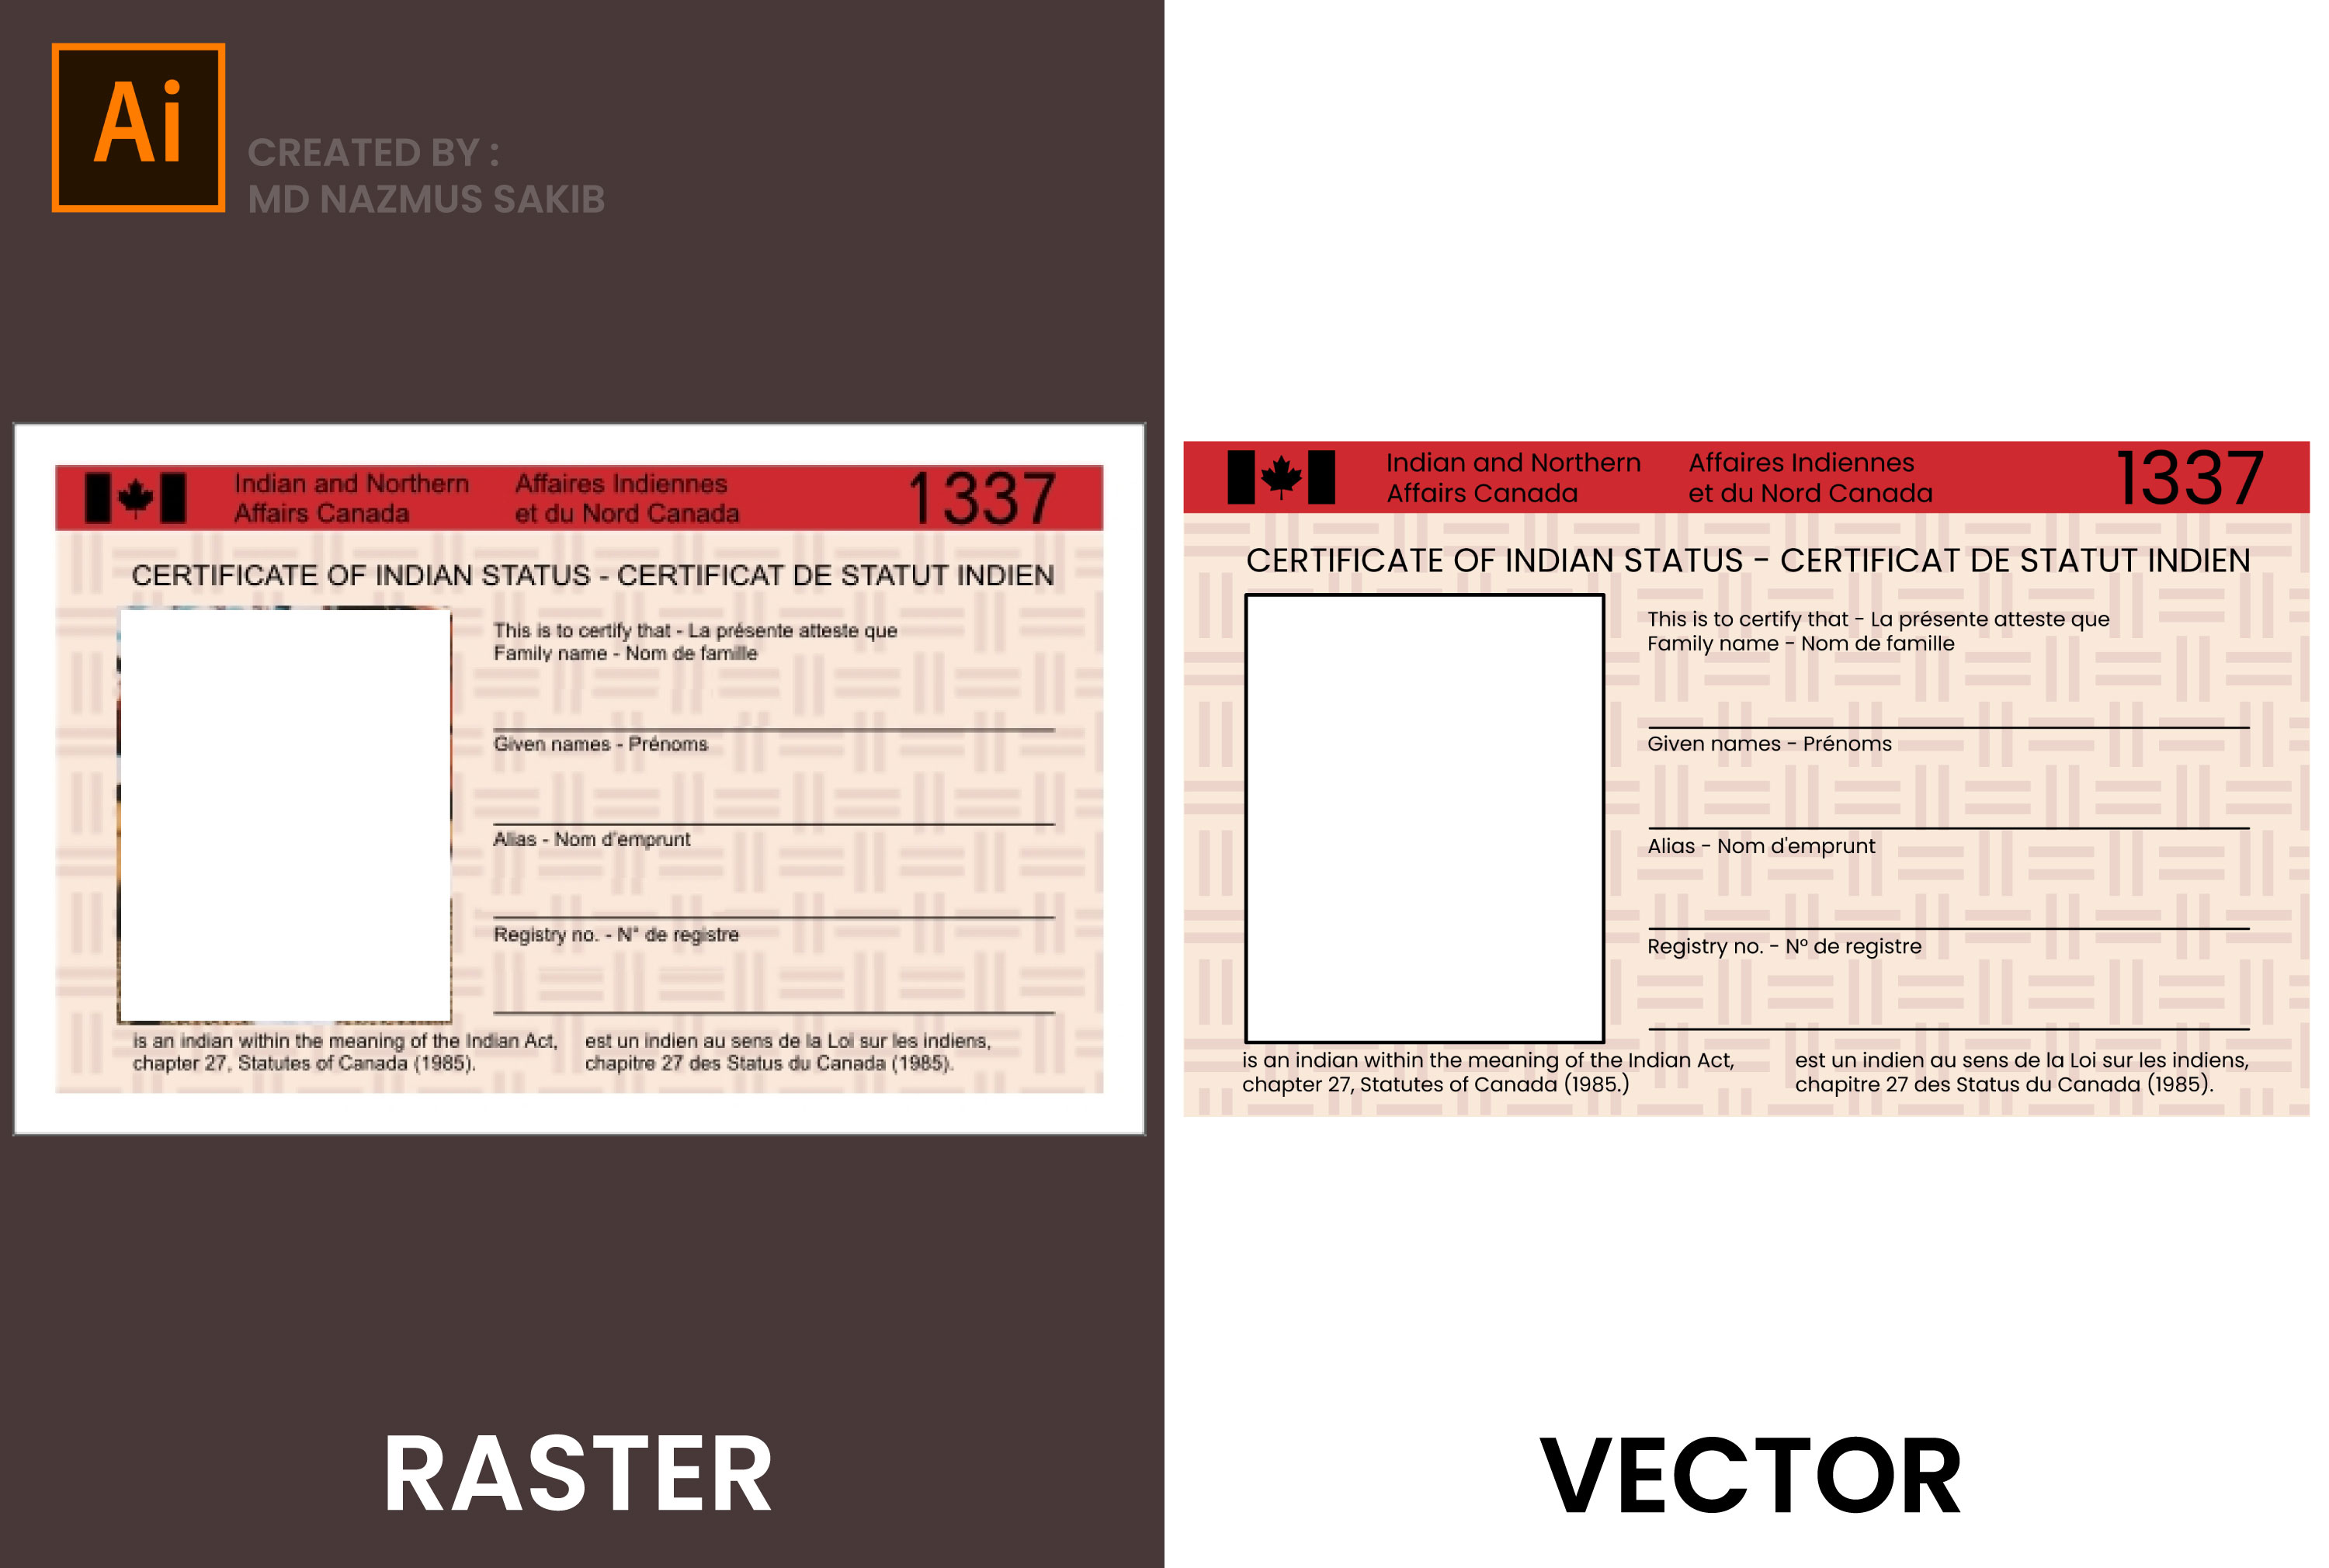 Ai
CREATED BY :
MD NAZMUS SAKIB
Indian and Northern
Affairs Canada
Affaires Indiennes
et du Nord Canada
1337
CERTIFICATE OF INDIAN STATUS - CERTIFICAT DE STATUT INDIEN
This is to certify that - La présente atteste que
Family name - Nom de famille
Given names - Prénoms
Alias - Nom d'emprunt
Registry no. - N° de registre
is an indian within the meaning of the Indian Act,
chapter 27, Statutes of Canada (1985).
est un indien au sens de la Loi sur les indiens,
chapitre 27 des Status du Canada (1985).
RASTER
Indian and Northern
Affairs Canada
Affaires Indiennes
et du Nord Canada
1337
CERTIFICATE OF INDIAN STATUS - CERTIFICAT DE STATUT INDIEN
This is to certify that - La présente atteste que
Family name - Nom de famille
Given names - Prénoms
Alias - Nom d'emprunt
Registry no. - Nº de registre
is an indian within the meaning of the Indian Act,
chapter 27, Statutes of Canada (1985.)
est un indien au sens de la Loi sur les indiens,
chapitre 27 des Status du Canada (1985).
VECTOR